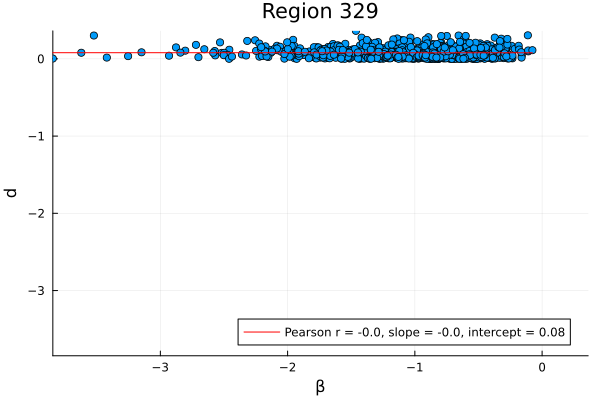 Region 329
0
−1
−2
−3
d
Pearson r = -0.0, slope = -0.0, intercept = 0.08
−3 −2 −1 0
β